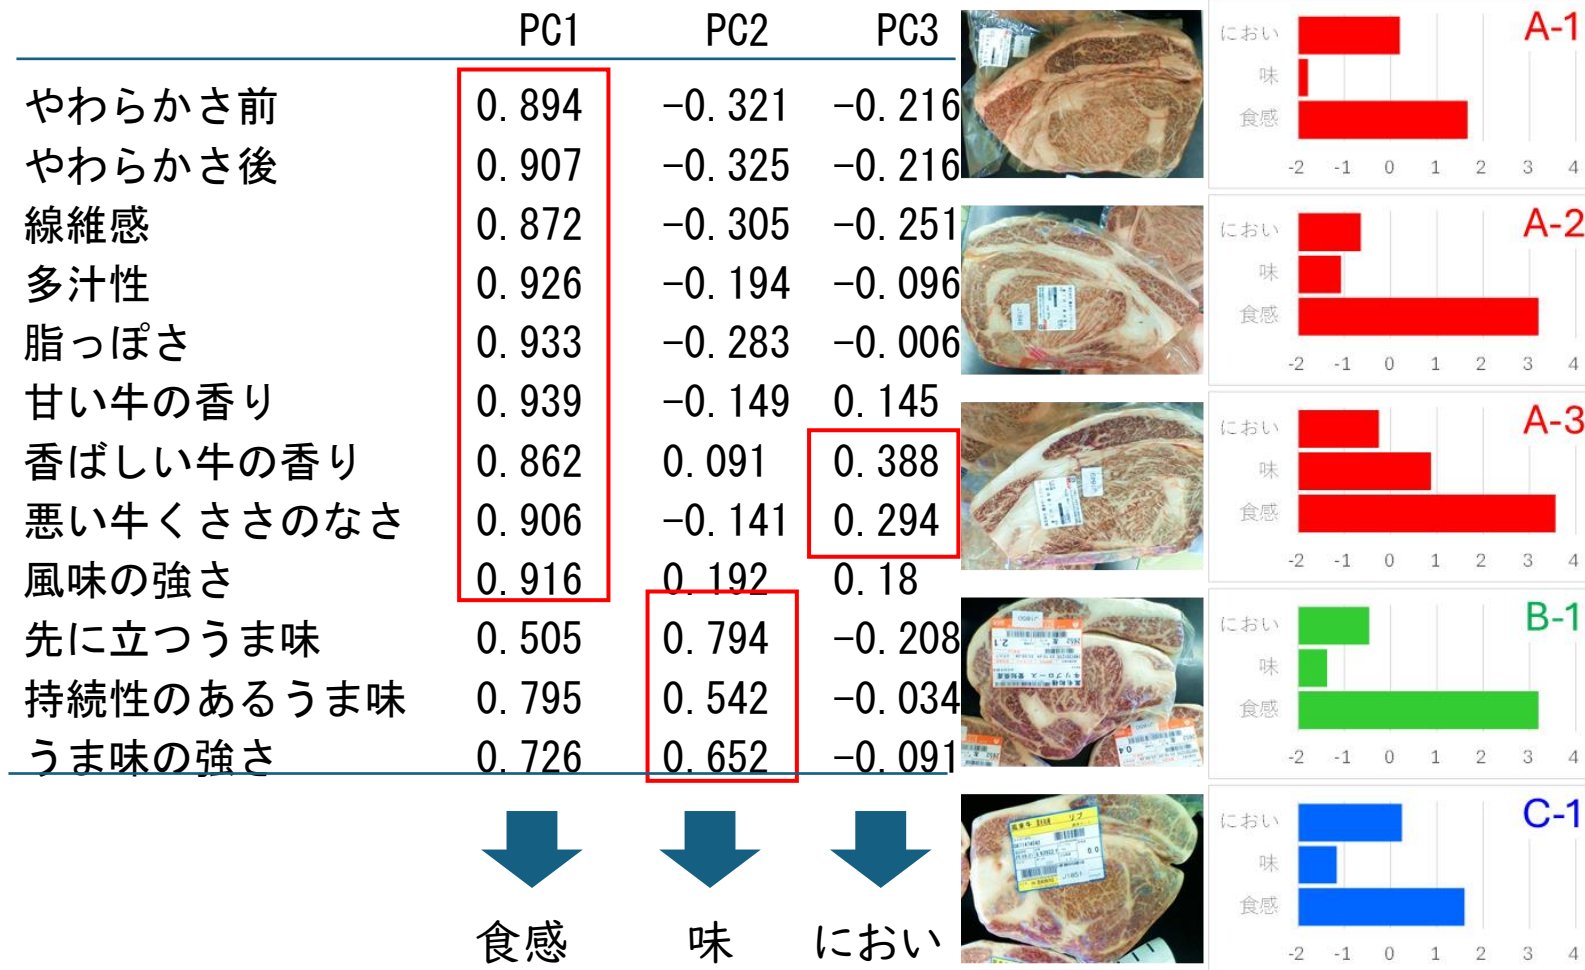 PC1 PC2 PC3
やわらかさ前 0.894 -0.321 -0.216
やわらかさ後 0.907 -0.325 -0.216
線維感 0.872 -0.305 -0.251
多汁性 0.926 -0.194 -0.096
脂っぽさ 0.933 -0.283 -0.006
甘い牛の香り 0.939 -0.149 0.145
香ばしい牛の香り 0.862 0.091 0.388
悪い牛くささのなさ 0.906 -0.141 0.294
風味の強さ 0.916 0.192 0.18
先に立つうま味 0.505 0.794 -0.208
持続性のあるうま味 0.795 0.542 -0.034
うま味の強さ 0.726 0.652 -0.091
食感 味 におい
A-1
におい
味
食感
-2 -1 0 1 2 3 4
A-2
におい
味
食感
-2 -1 0 1 2 3 4
A-3
におい
味
食感
-2 -1 0 1 2 3 4
B-1
におい
味
食感
-2 -1 0 1 2 3 4
C-1
におい
味
食感
-2 -1 0 1 2 3 4